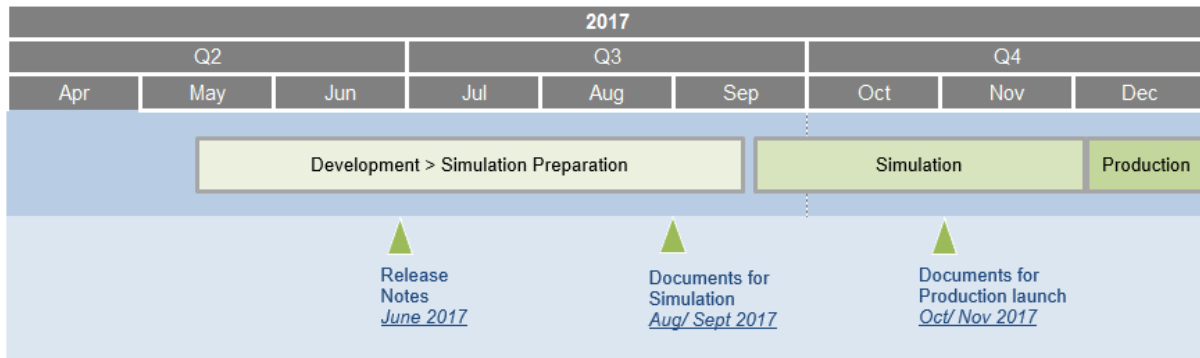 2017
Q2 Q3 Q4
Apr May Jun Jul Aug Sep Oct Nov Dec
Development > Simulation Preparation Simulation Production
Release
Notes
June 2017
Documents for
Simulation
Aug/ Sept 2017
Documents for
Production launch
Oct/ Nov 2017